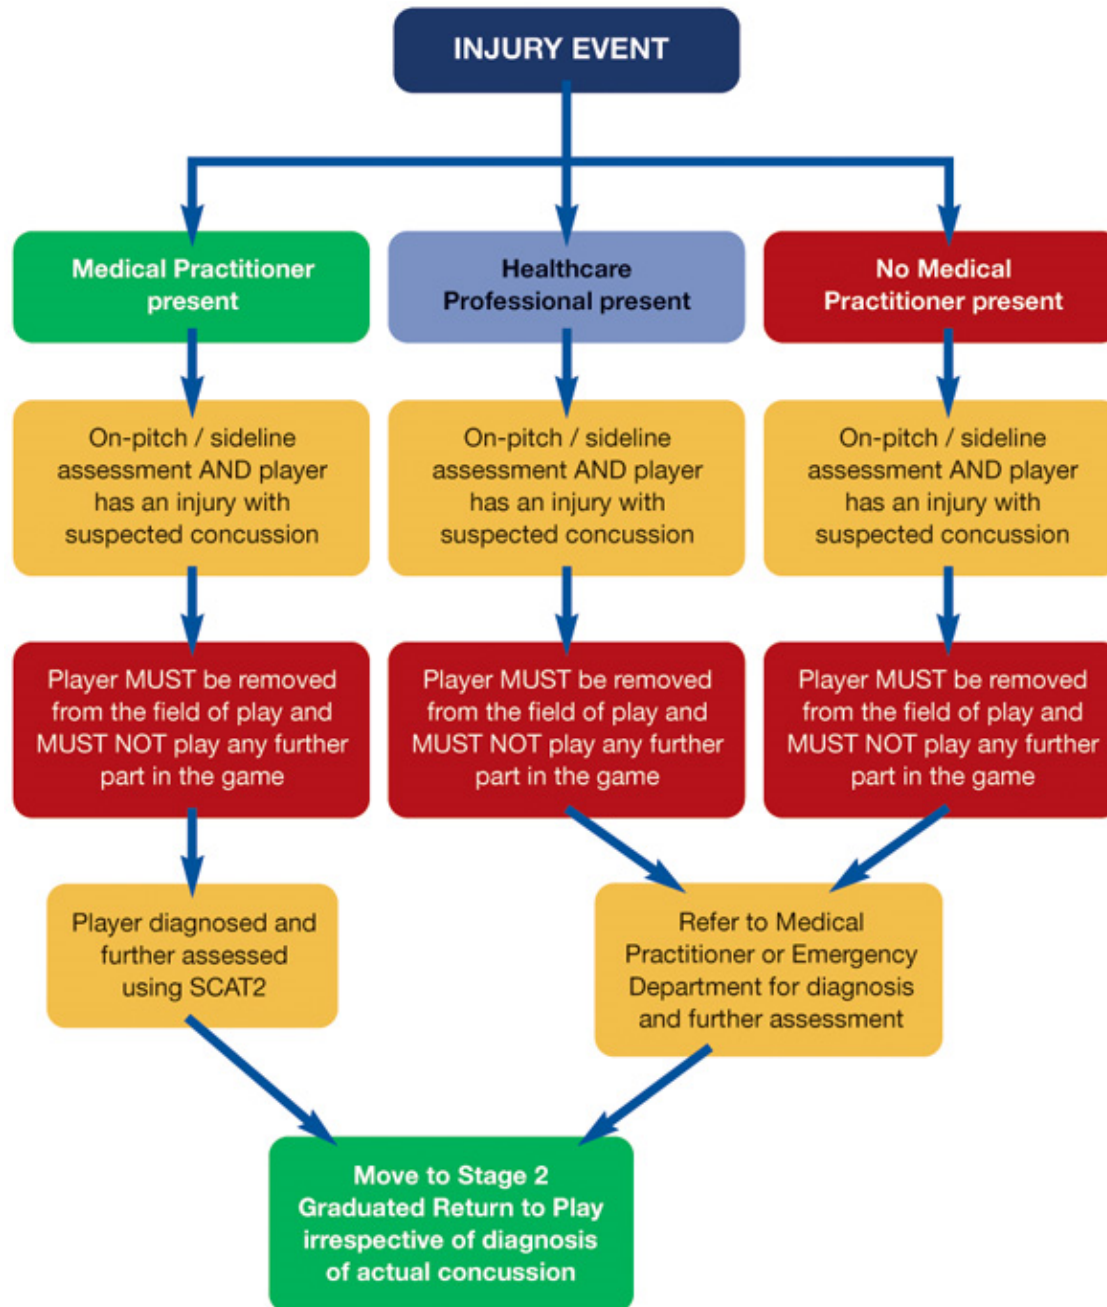 INJURY EVENT
Medical Practitioner
present
Healthcare
Professional present
No Medical
Practitioner present
On-pitch / sideline
assessment AND player
has an injury with
suspected concussion
On-pitch / sideline
assessment AND player
has an injury with
suspected concussion
On-pitch / sideline
assessment AND player
has an injury with
suspected concussion
Player MUST be removed
from the field of play and
MUST NOT play any further
part in the game
Player MUST be removed
from the field of play and
MUST NOT play any further
part in the game
Player MUST be removed
from the field of play and
MUST NOT play any further
part in the game
Player diagnosed and
further assessed
using SCAT2
Refer to Medical
Practitioner or Emergency
Department for diagnosis
and further assessment
Move to Stage 2
Graduated Return to Play
irrespective of diagnosis
of actual concussion